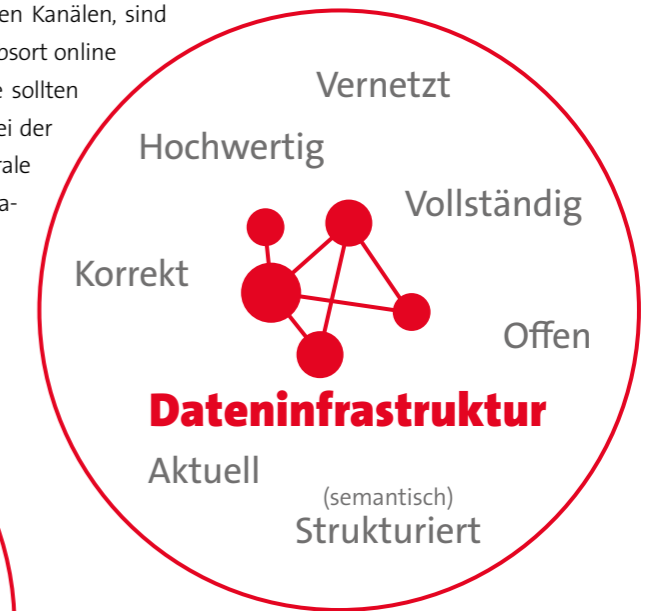 en Kanälen, sind
osort online
e sollten
ei der
rale
a-
Vernetzt
Hochwertig
Vollständig
Korrekt
Offen
Dateninfrastruktur
Aktuell
(semantisch)
Strukturiert